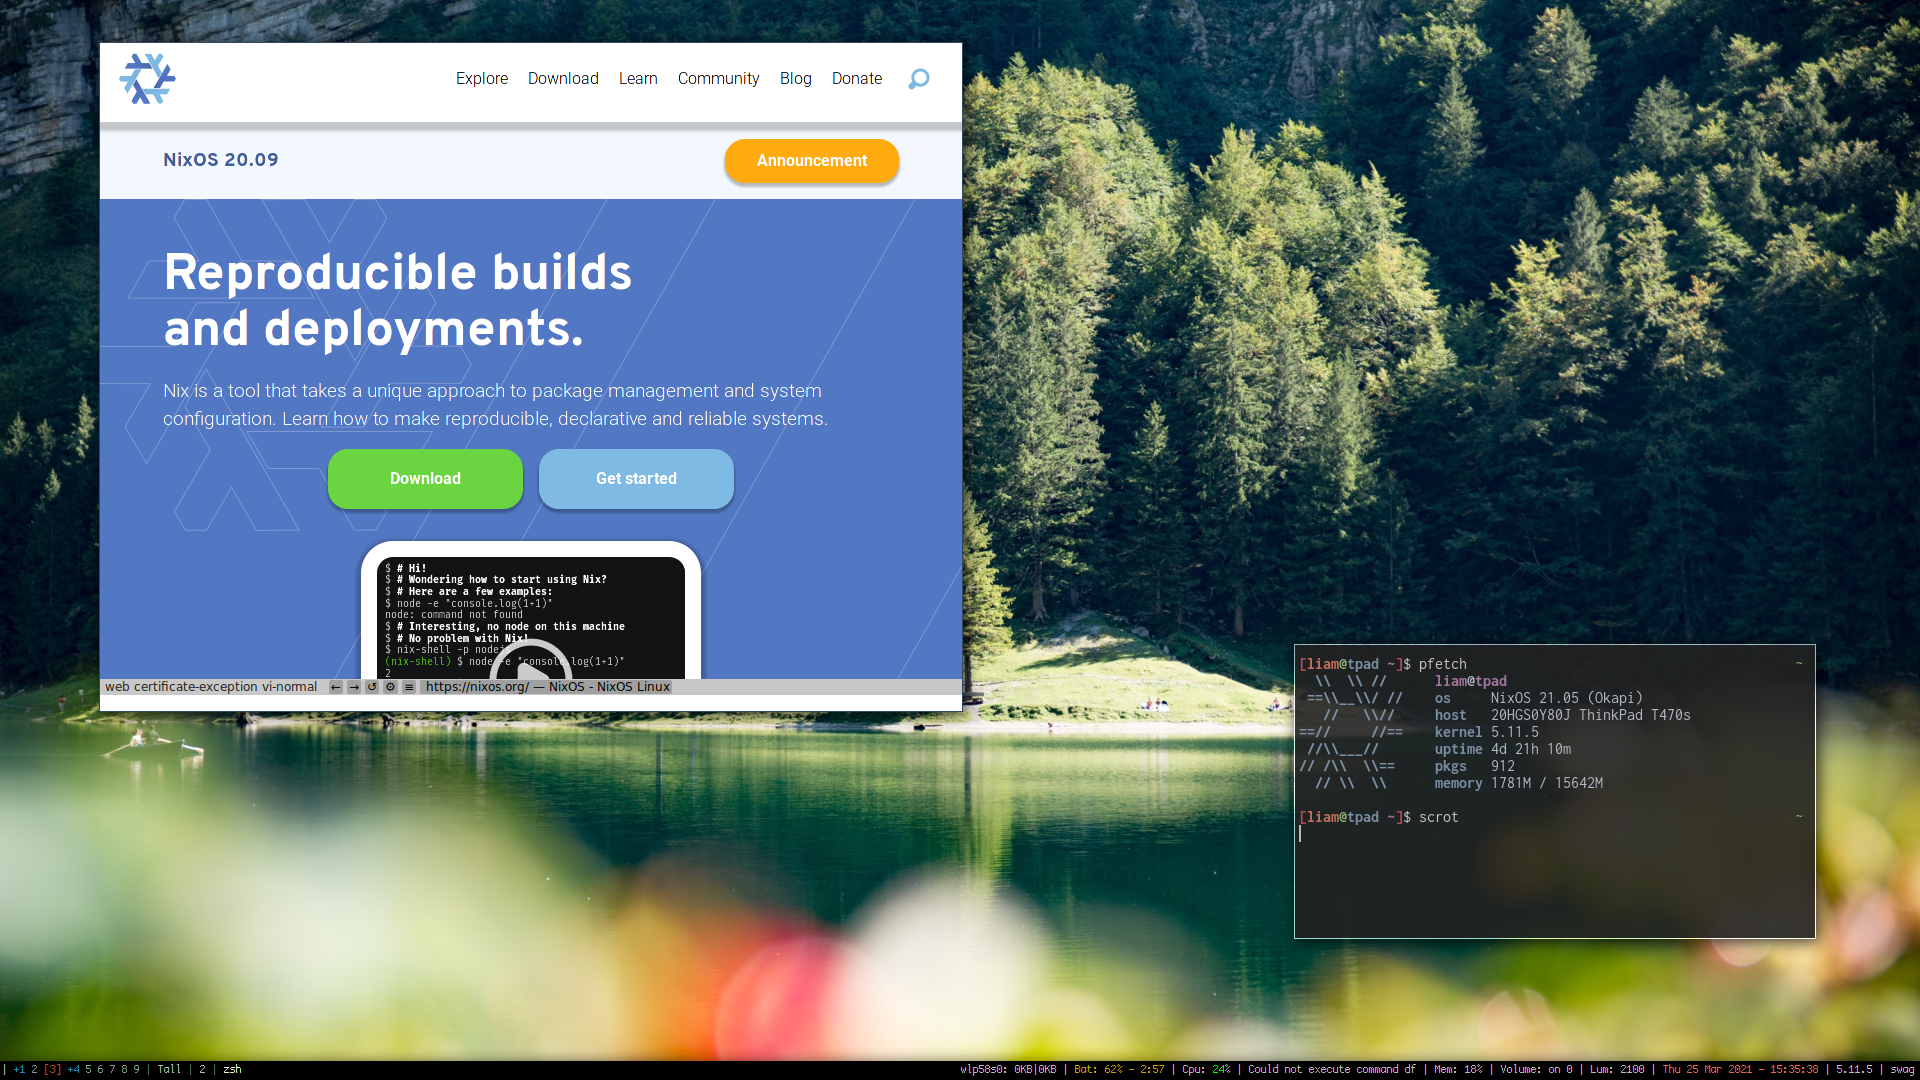 Explore Download Learn Community Blog Donate
NixOS 20.09
Announcement
Reproducible builds
and deployments.
Nix is a tool that takes a unique approach to package management and system
configuration. Learn how to make reproducible, declarative and reliable systems.
Download
Get started
$ # Hi!
$ # Wondering how to start using Nix?
$ # Here are a few examples:
$ node -e "console.log(1+1)"
node: command not found
$ # Interesting, no node on this machine
$ # No problem with Nix!
$ nix-shell -p nodejs
(nix-shell) $ node -e "console.log(1+1)"
2
web certificate-exception vi-normal ← → ↺ ⚙ ≡ https://nixos.org/ — NixOS - NixOS Linux
[liam@tpad ~]$ pfetch ~
\\ \\ // liam@tpad
==\\__\\/ // os NixOS 21.05 (Okapi)
// \\// host 20HGS0Y80J ThinkPad T470s
==// //== kernel 5.11.5
//\\___// uptime 4d 21h 10m
// /\\ \\== pkgs 912
// \\ \\ memory 1781M / 15642M
[liam@tpad ~]$ scrot ~
| +1 2 [3] +4 5 6 7 8 9 | Tall | 2 | zsh
wlp58s0: 0KB|0KB | Bat: 62% - 2:57 | Cpu: 24% | Could not execute command df | Mem: 18% | Volume: on 0 | Lum: 2100 | Thu 25 Mar 2021 - 15:35:38 | 5.11.5 | swag